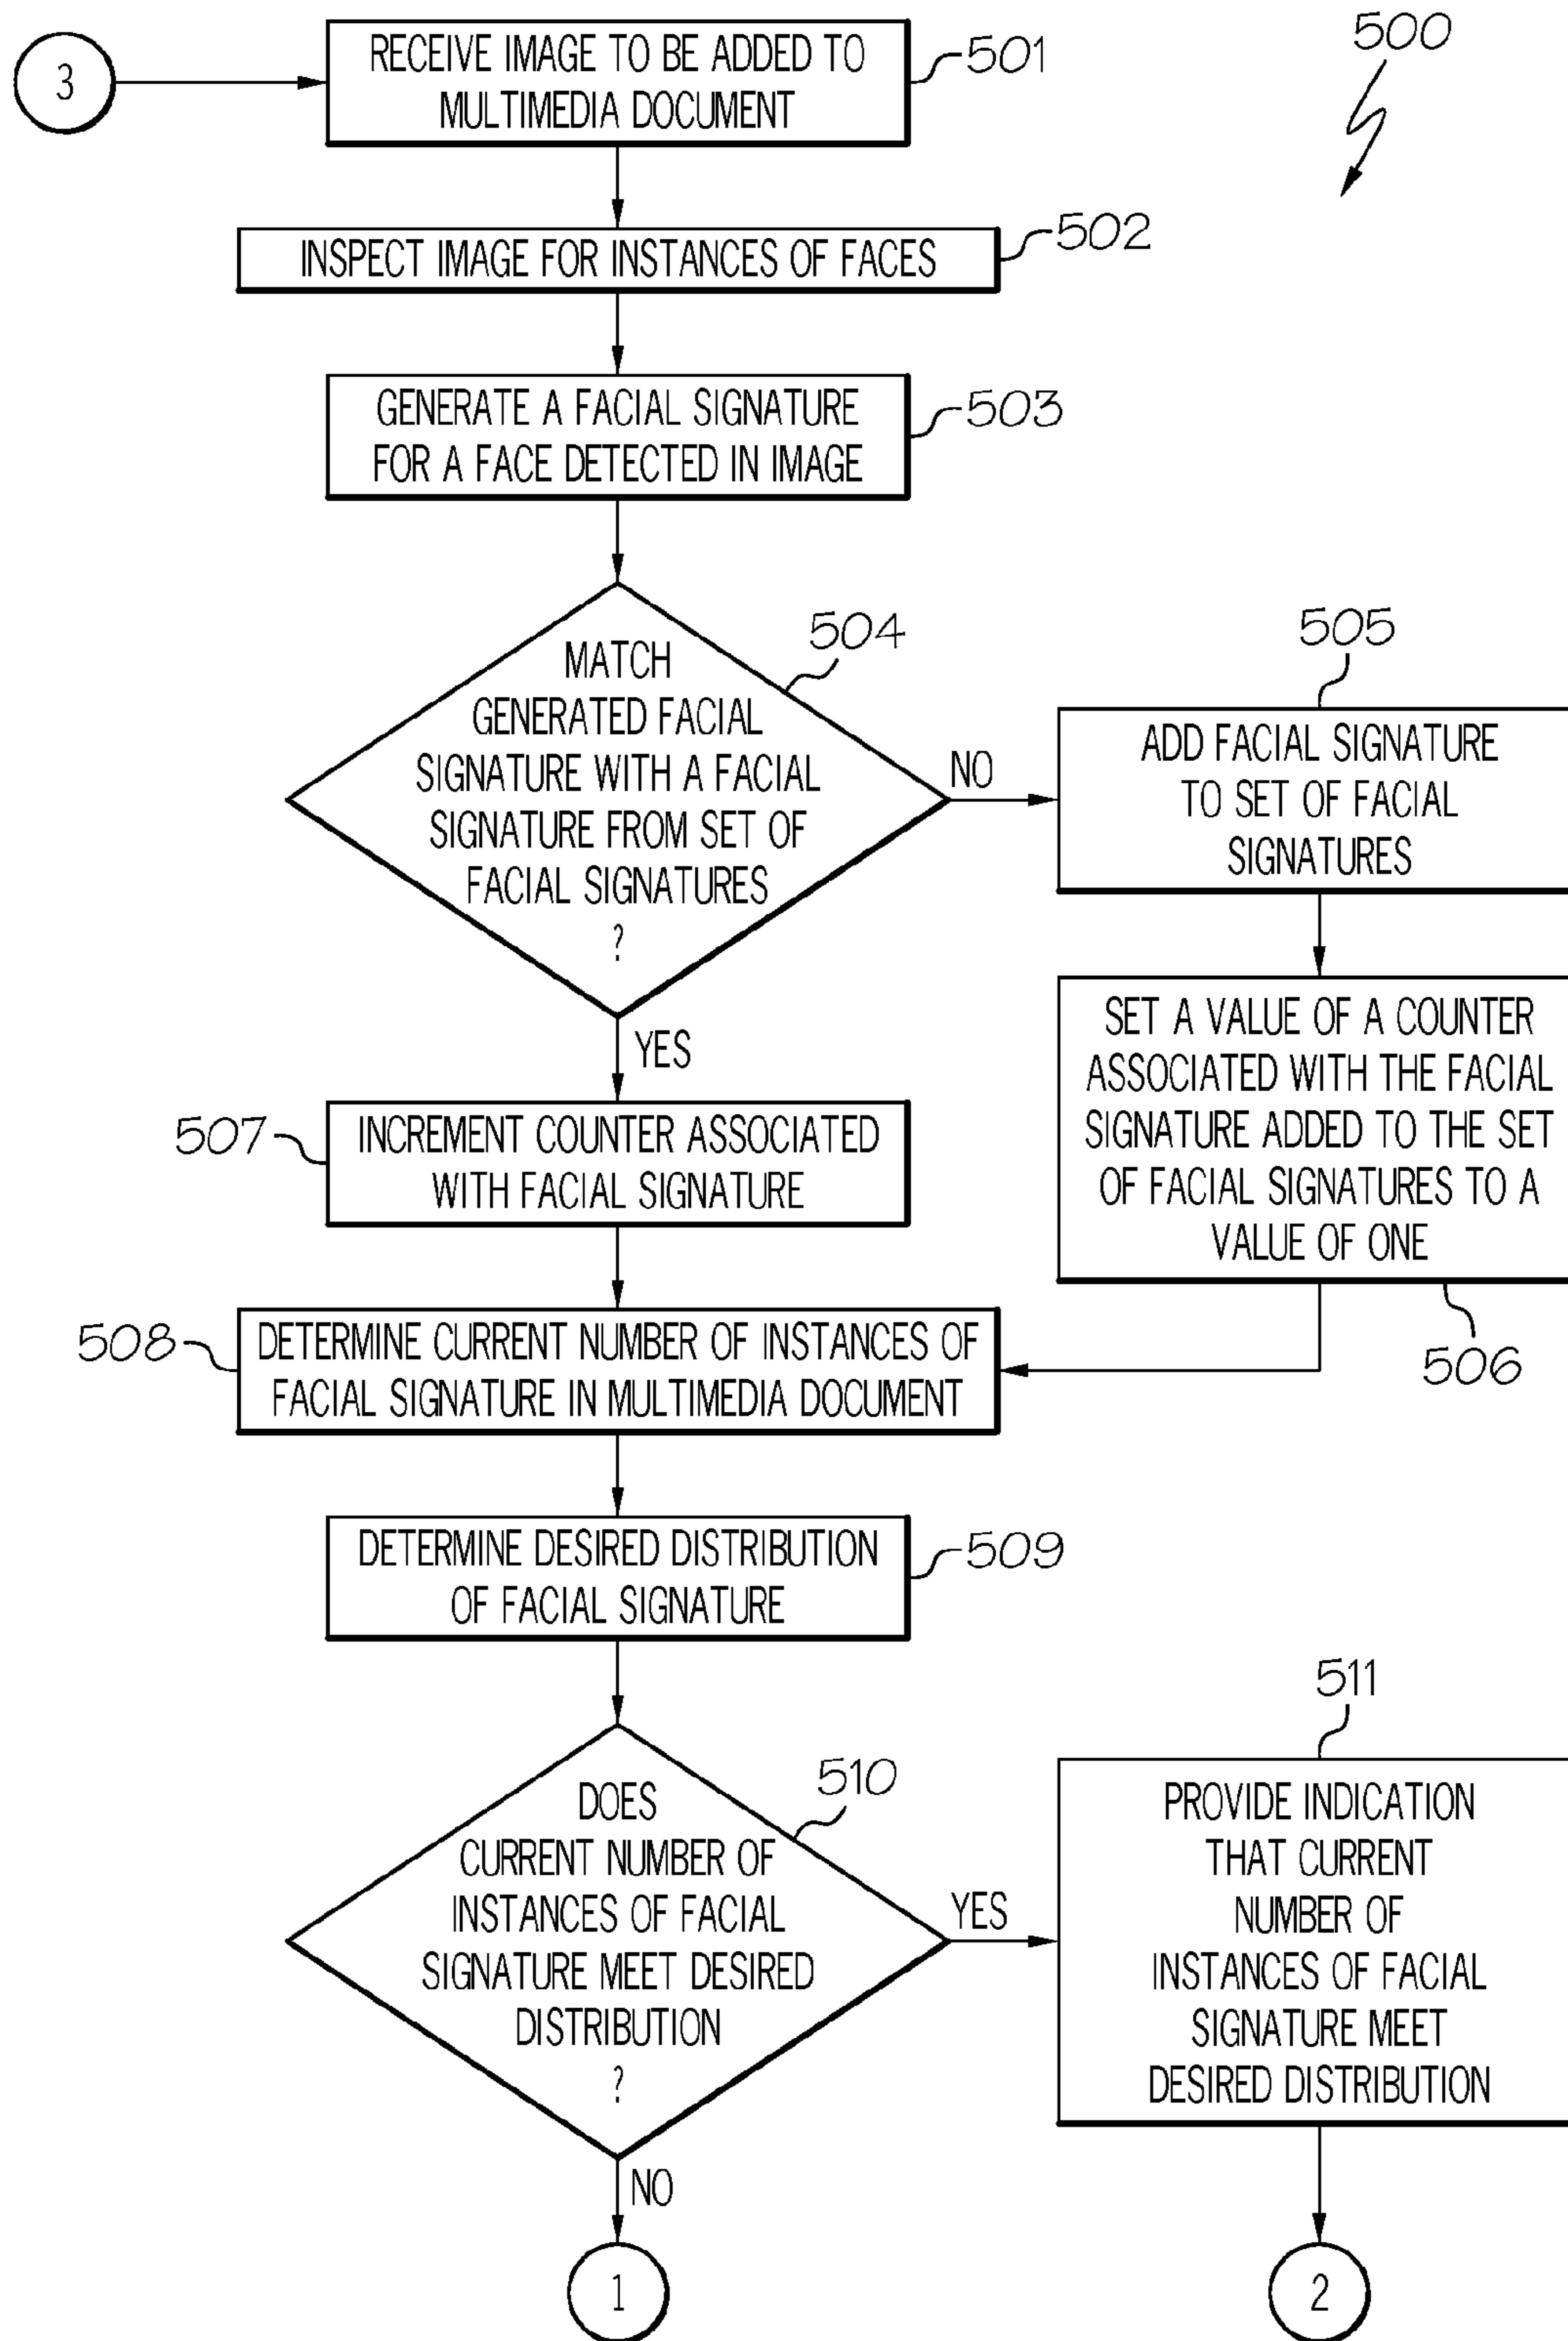 500
3
RECEIVE IMAGE TO BE ADDED TO
MULTIMEDIA DOCUMENT
501
INSPECT IMAGE FOR INSTANCES OF FACES
502
GENERATE A FACIAL SIGNATURE
FOR A FACE DETECTED IN IMAGE
503
MATCH
GENERATED FACIAL
SIGNATURE WITH A FACIAL
SIGNATURE FROM SET OF
FACIAL SIGNATURES
?
504
NO
505
ADD FACIAL SIGNATURE
TO SET OF FACIAL
SIGNATURES
SET A VALUE OF A COUNTER
ASSOCIATED WITH THE FACIAL
SIGNATURE ADDED TO THE SET
OF FACIAL SIGNATURES TO A
VALUE OF ONE
506
YES
507
INCREMENT COUNTER ASSOCIATED
WITH FACIAL SIGNATURE
508
DETERMINE CURRENT NUMBER OF INSTANCES OF
FACIAL SIGNATURE IN MULTIMEDIA DOCUMENT
DETERMINE DESIRED DISTRIBUTION
OF FACIAL SIGNATURE
509
DOES
CURRENT NUMBER OF
INSTANCES OF FACIAL
SIGNATURE MEET DESIRED
DISTRIBUTION
?
510
YES
511
PROVIDE INDICATION
THAT CURRENT
NUMBER OF
INSTANCES OF FACIAL
SIGNATURE MEET
DESIRED DISTRIBUTION
NO
1
2